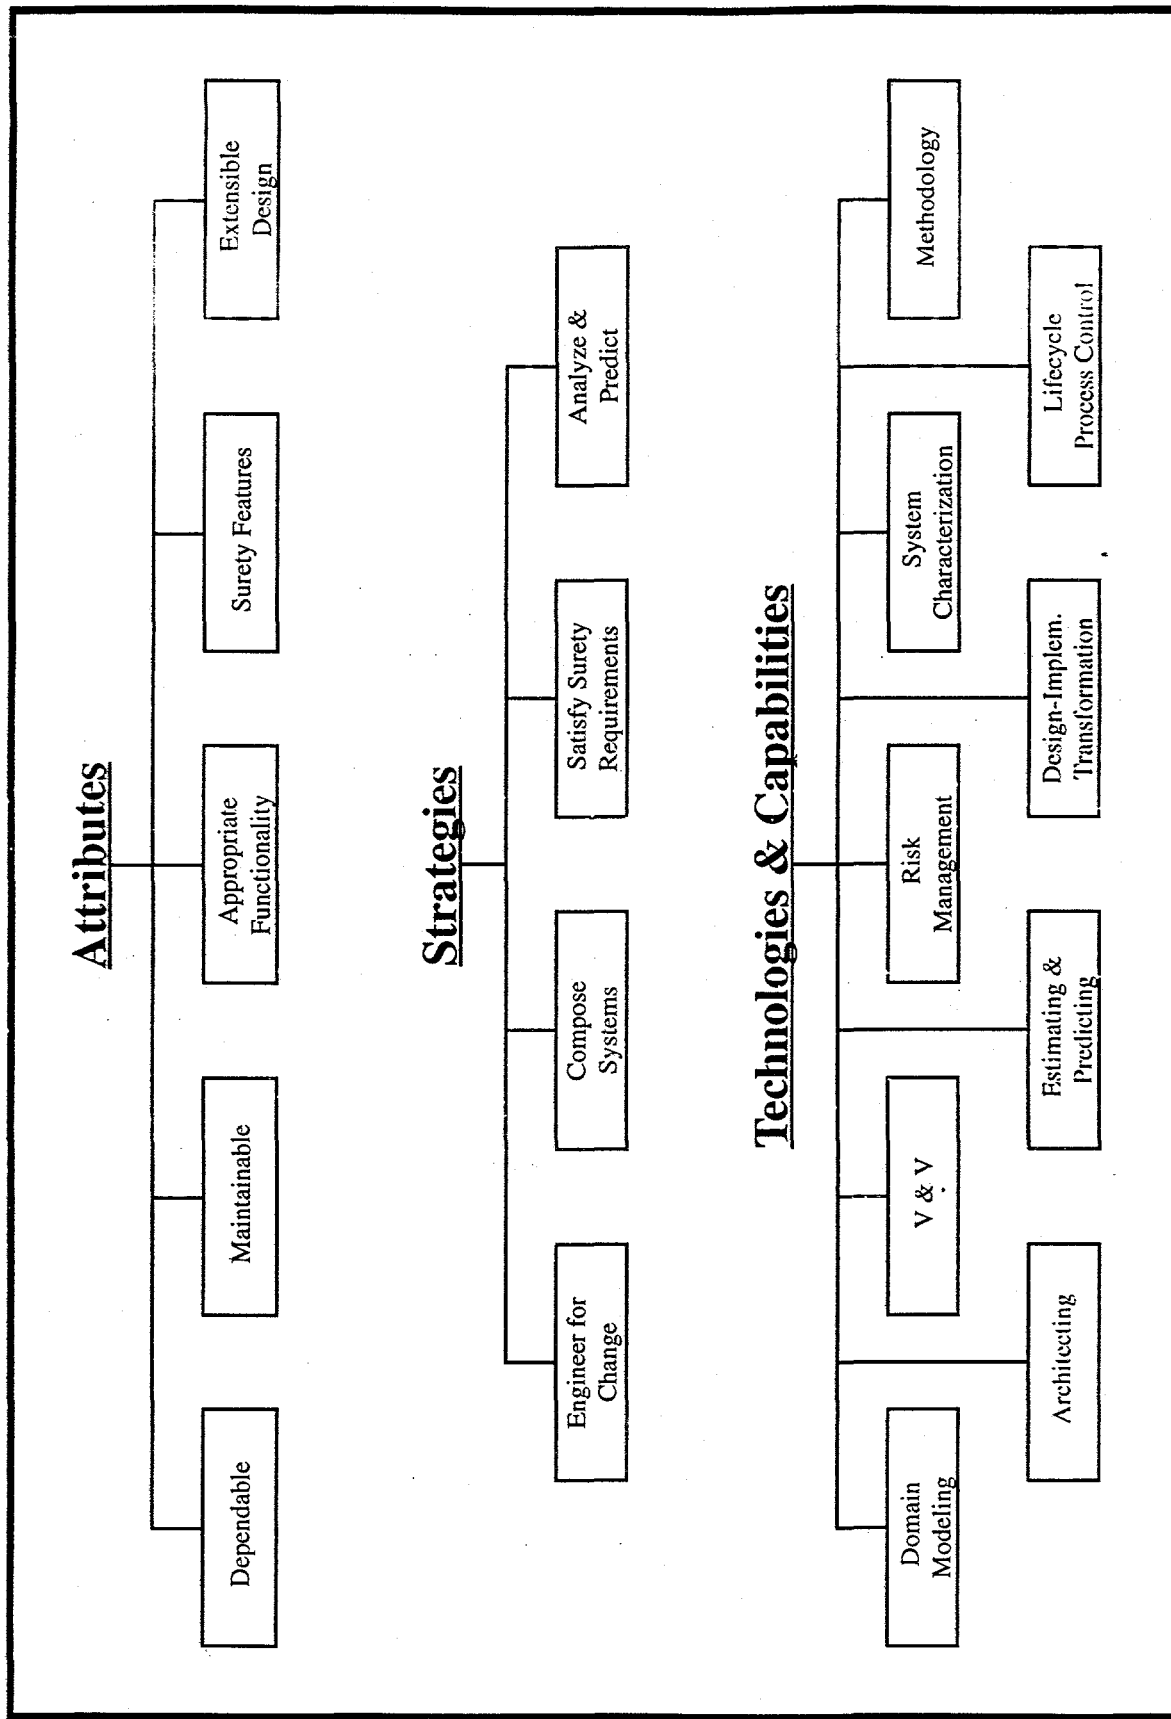 Attributes
Dependable
Maintainable
Appropriate
Functionality
Surety Features
Extensible
Design
Strategies
Engineer for
Change
Compose
Systems
Satisfy Surety
Requirements
Analyze &
Predict
Technologies & Capabilities
Domain
Modeling
V & V
Risk
Management
System
Characterization
Methodology
Architecting
Estimating &
Predicting
Design-Implem.
Transformation
Lifecycle
Process Control